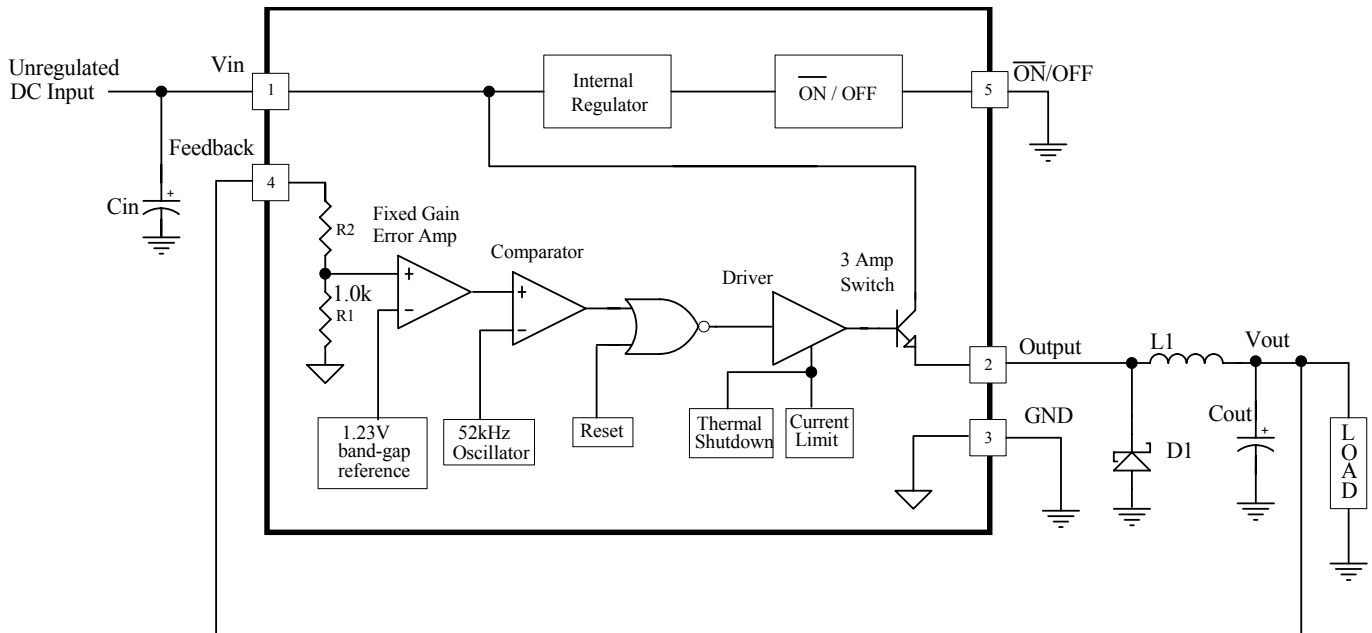 Unregulated
DC Input
Vin
1
Internal
Regulator
ON / OFF
5
ON/OFF
Feedback
4
Cin
+
R2
1.0k
R1
Fixed Gain
Error Amp
+
−
Comparator
+
−
Driver
3 Amp
Switch
2
Output
L1
Vout
1.23V
band-gap
reference
52kHz
Oscillator
Reset
Thermal
Shutdown
Current
Limit
3
GND
D1
Cout
+
LOAD